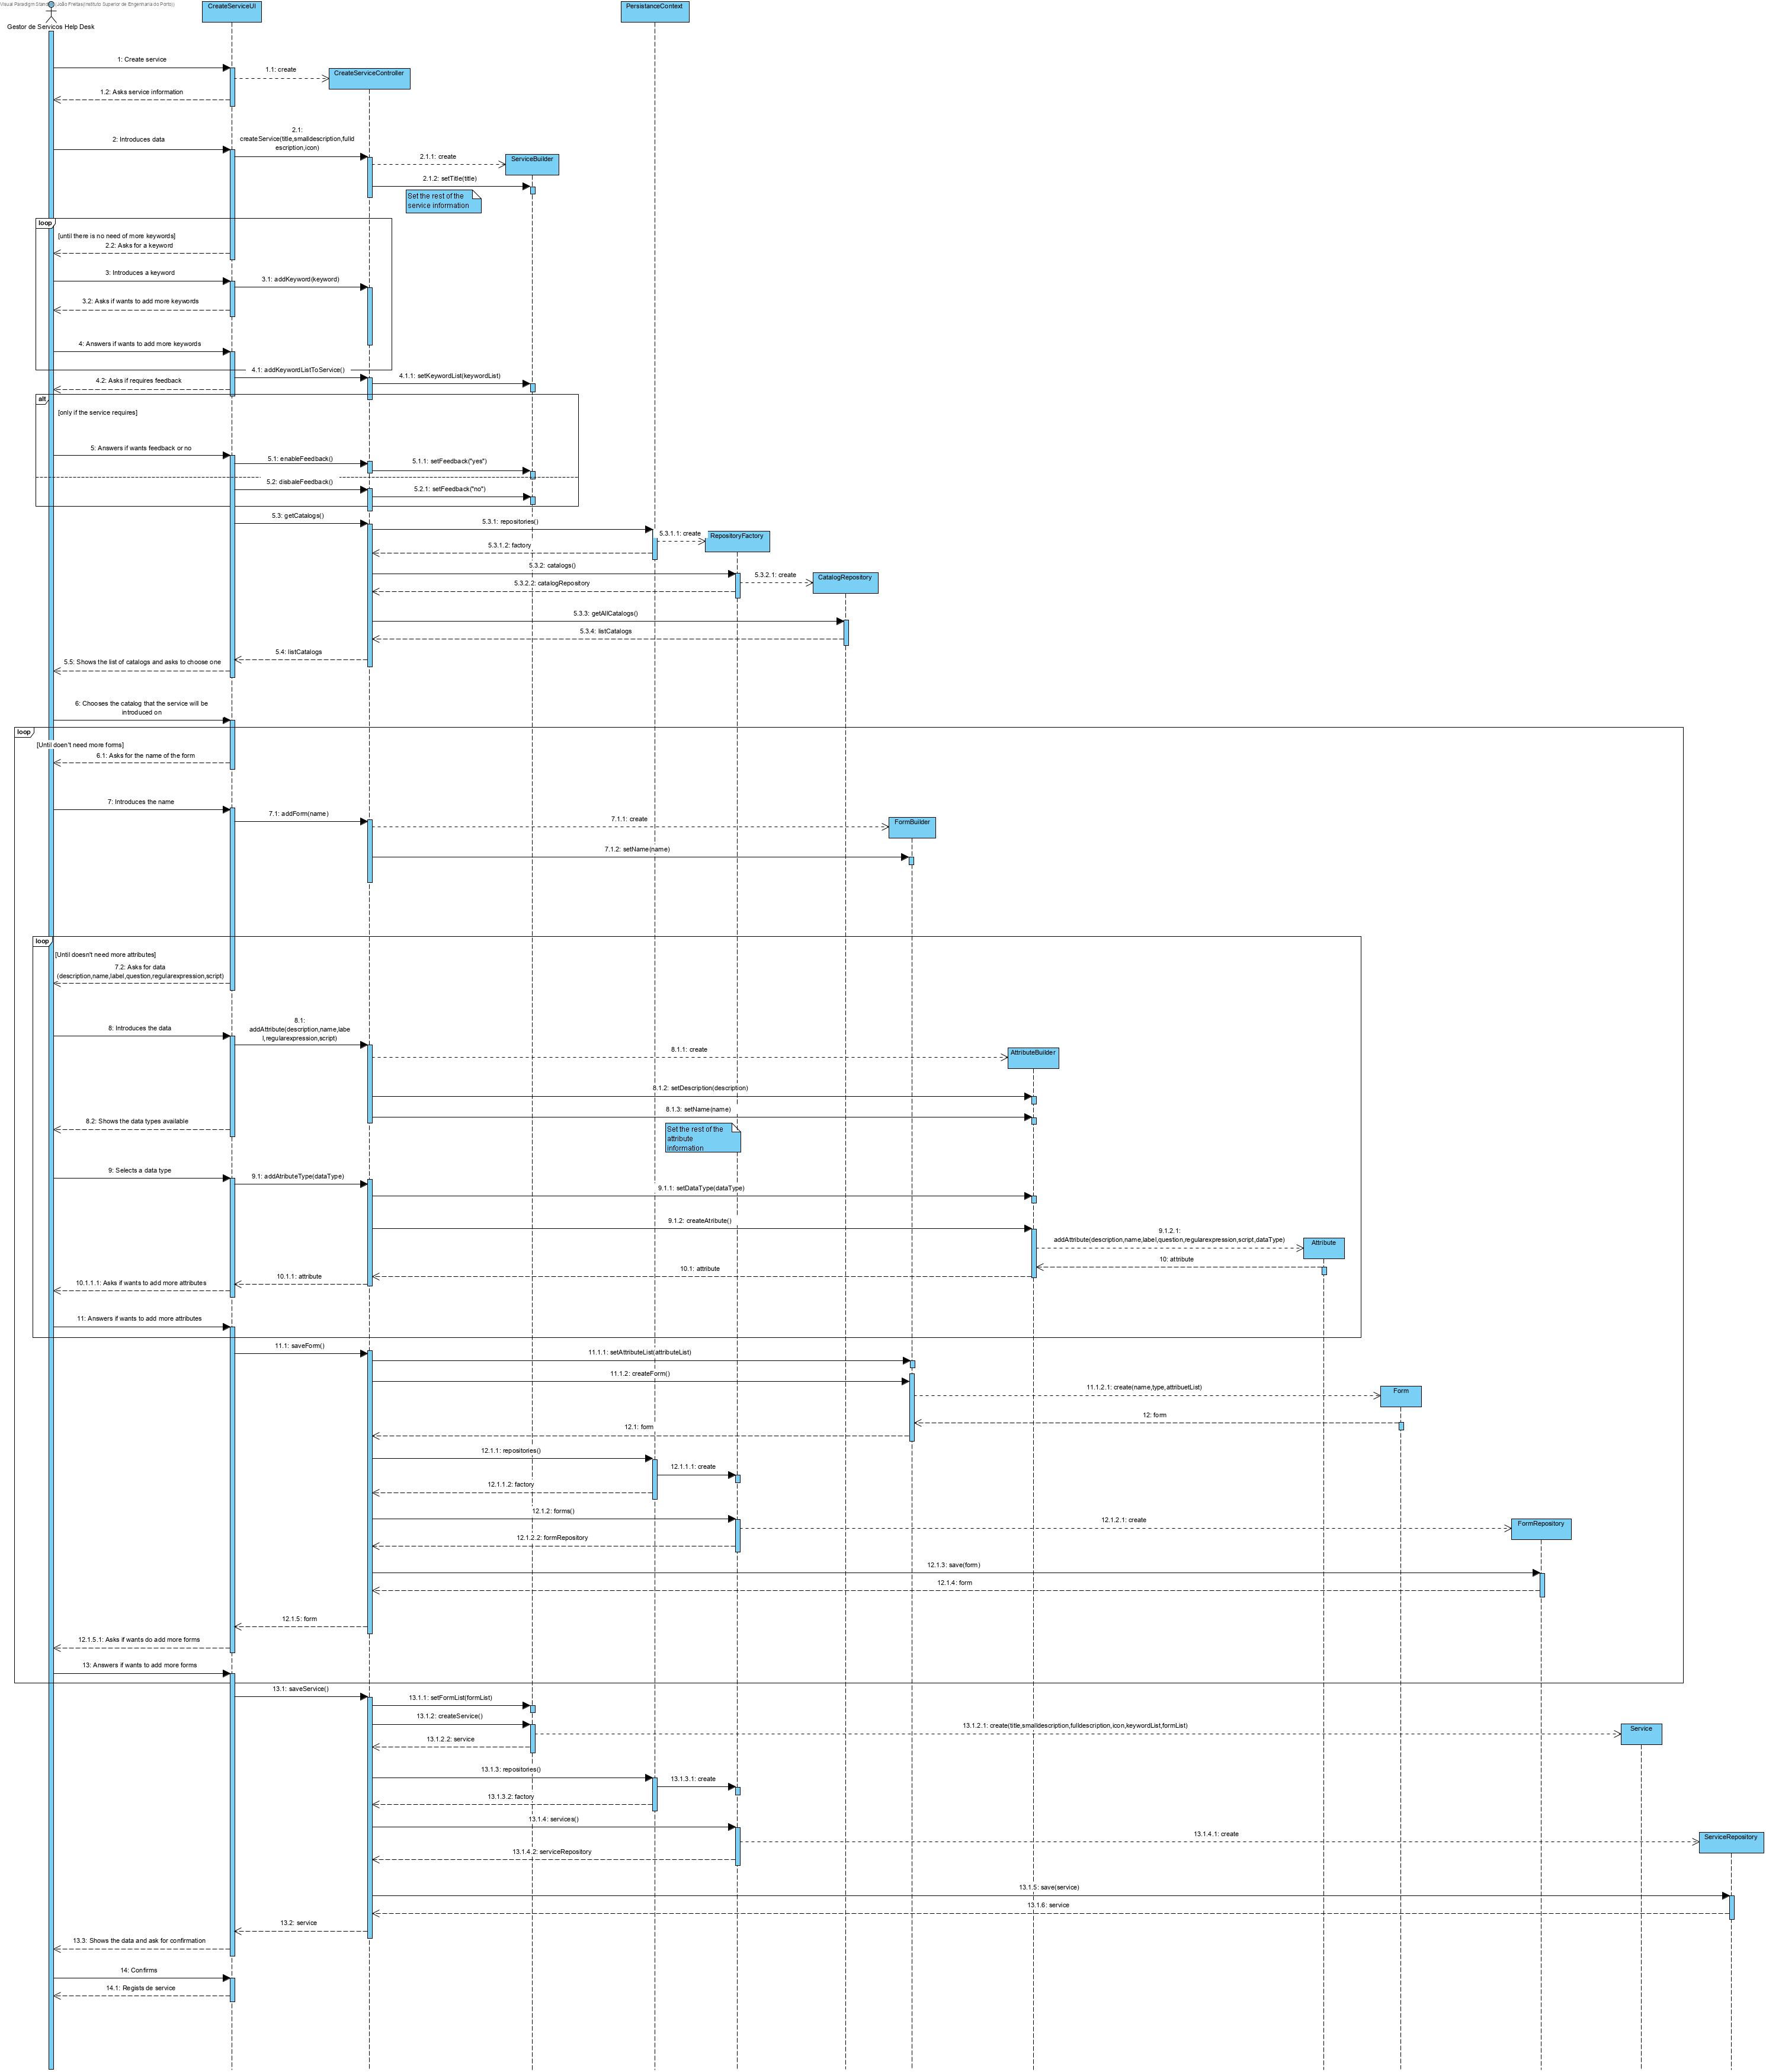 Visual Paradigm Standard João Freitas(Instituto Superior de Engenharia do Porto)
Gestor de Servicos Help Desk
CreateServiceUI
PersistanceContext
1: Create service
1.1: create
CreateServiceController
1.2: Asks service information
2: Introduces data
2.1:
createService(title,smalldescription,fulld
escription,icon)
2.1.1: create
ServiceBuilder
2.1.2: setTitle(title)
Set the rest of the
service information
loop
[until there is no need of more keywords]
2.2: Asks for a keyword
3: Introduces a keyword
3.1: addKeyword(keyword)
3.2: Asks if wants to add more keywords
4: Answers if wants to add more keywords
4.1: addKeywordListToService()
4.1.1: setKeywordList(keywordList)
4.2: Asks if requires feedback
alt
[only if the service requires]
5: Answers if wants feedback or no
5.1: enableFeedback()
5.1.1: setFeedback("yes")
5.2: disbaleFeedback()
5.2.1: setFeedback("no")
5.3: getCatalogs()
5.3.1: repositories()
5.3.1.1: create
RepositoryFactory
5.3.1.2: factory
5.3.2: catalogs()
5.3.2.1: create
CatalogRepository
5.3.2.2: catalogRepository
5.3.3: getAllCatalogs()
5.3.4: listCatalogs
5.4: listCatalogs
5.5: Shows the list of catalogs and asks to choose one
6: Chooses the catalog that the service will be
introduced on
loop
[Until doen't need more forms]
6.1: Asks for the name of the form
7: Introduces the name
7.1: addForm(name)
7.1.1: create
FormBuilder
7.1.2: setName(name)
loop
[Until doesn't need more attributes]
7.2: Asks for data
(description,name,label,question,regularexpression,script)
8: Introduces the data
8.1:
addAttribute(description,name,labe
l,regularexpression,script)
8.1.1: create
AttributeBuilder
8.1.2: setDescription(description)
8.1.3: setName(name)
8.2: Shows the data types available
Set the rest of the
attribute
information
9: Selects a data type
9.1: addAtributeType(dataType)
9.1.1: setDataType(dataType)
9.1.2: createAtribute()
9.1.2.1:
addAttribute(description,name,label,question,regularexpression,script,dataType)
Attribute
10: attribute
10.1: attribute
10.1.1: attribute
10.1.1.1: Asks if wants to add more attributes
11: Answers if wants to add more attributes
11.1: saveForm()
11.1.1: setAttributeList(attributeList)
11.1.2: createForm()
11.1.2.1: create(name,type,attribuetList)
Form
12: form
12.1: form
12.1.1: repositories()
12.1.1.1: create
12.1.1.2: factory
12.1.2: forms()
12.1.2.1: create
FormRepository
12.1.2.2: formRepository
12.1.3: save(form)
12.1.4: form
12.1.5: form
12.1.5.1: Asks if wants do add more forms
13: Answers if wants to add more forms
13.1: saveService()
13.1.1: setFormList(formList)
13.1.2: createService()
13.1.2.1: create(title,smalldescription,fulldescription,icon,keywordList,formList)
Service
13.1.2.2: service
13.1.3: repositories()
13.1.3.1: create
13.1.3.2: factory
13.1.4: services()
13.1.4.1: create
ServiceRepository
13.1.4.2: serviceRepository
13.1.5: save(service)
13.1.6: service
13.2: service
13.3: Shows the data and ask for confirmation
14: Confirms
14.1: Regists de service